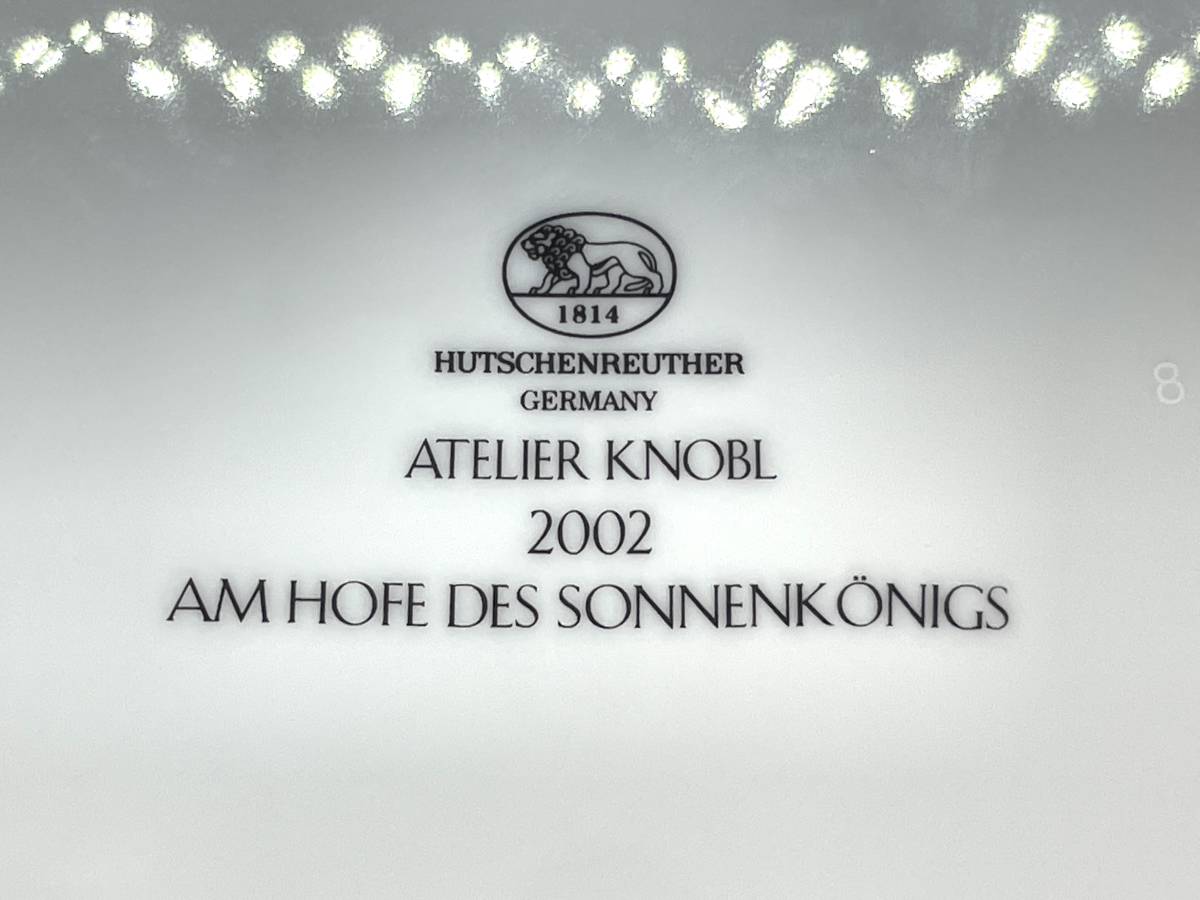 1814
HUTSCHENREUTHER
GERMANY
8
ATELIER KNOBL
2002
AM HOFE DES SONNENKÖNIGS